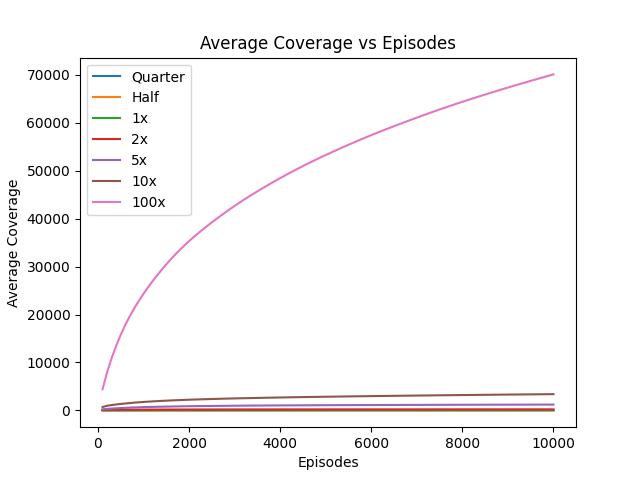 Average Coverage vs Episodes
Average Coverage
70000
60000
50000
40000
30000
20000
10000
0
Quarter
Half
1x
2x
5x
10x
100x
0 2000 4000 6000 8000 10000
Episodes